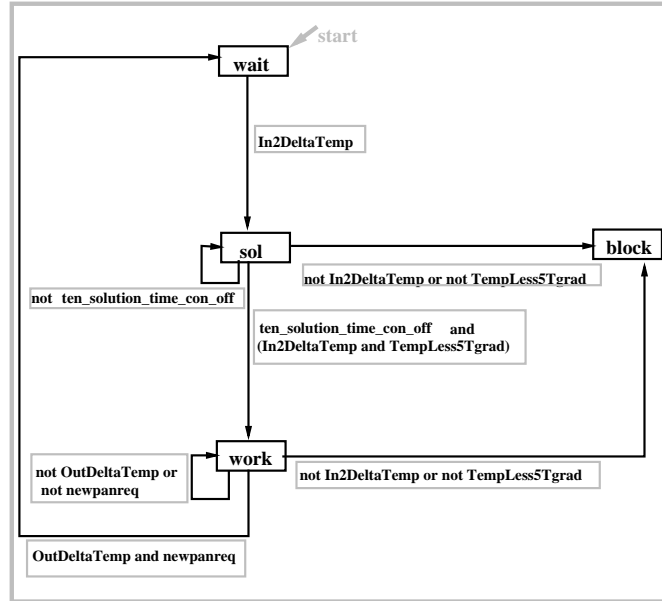 start
wait
In2DeltaTemp
sol
block
not ten_solution_time_con_off
not In2DeltaTemp or not TempLess5Tgrad
ten_solution_time_con_off and
(In2DeltaTemp and TempLess5Tgrad)
work
not OutDeltaTemp or
not newpanreq
not In2DeltaTemp or not TempLess5Tgrad
OutDeltaTemp and newpanreq